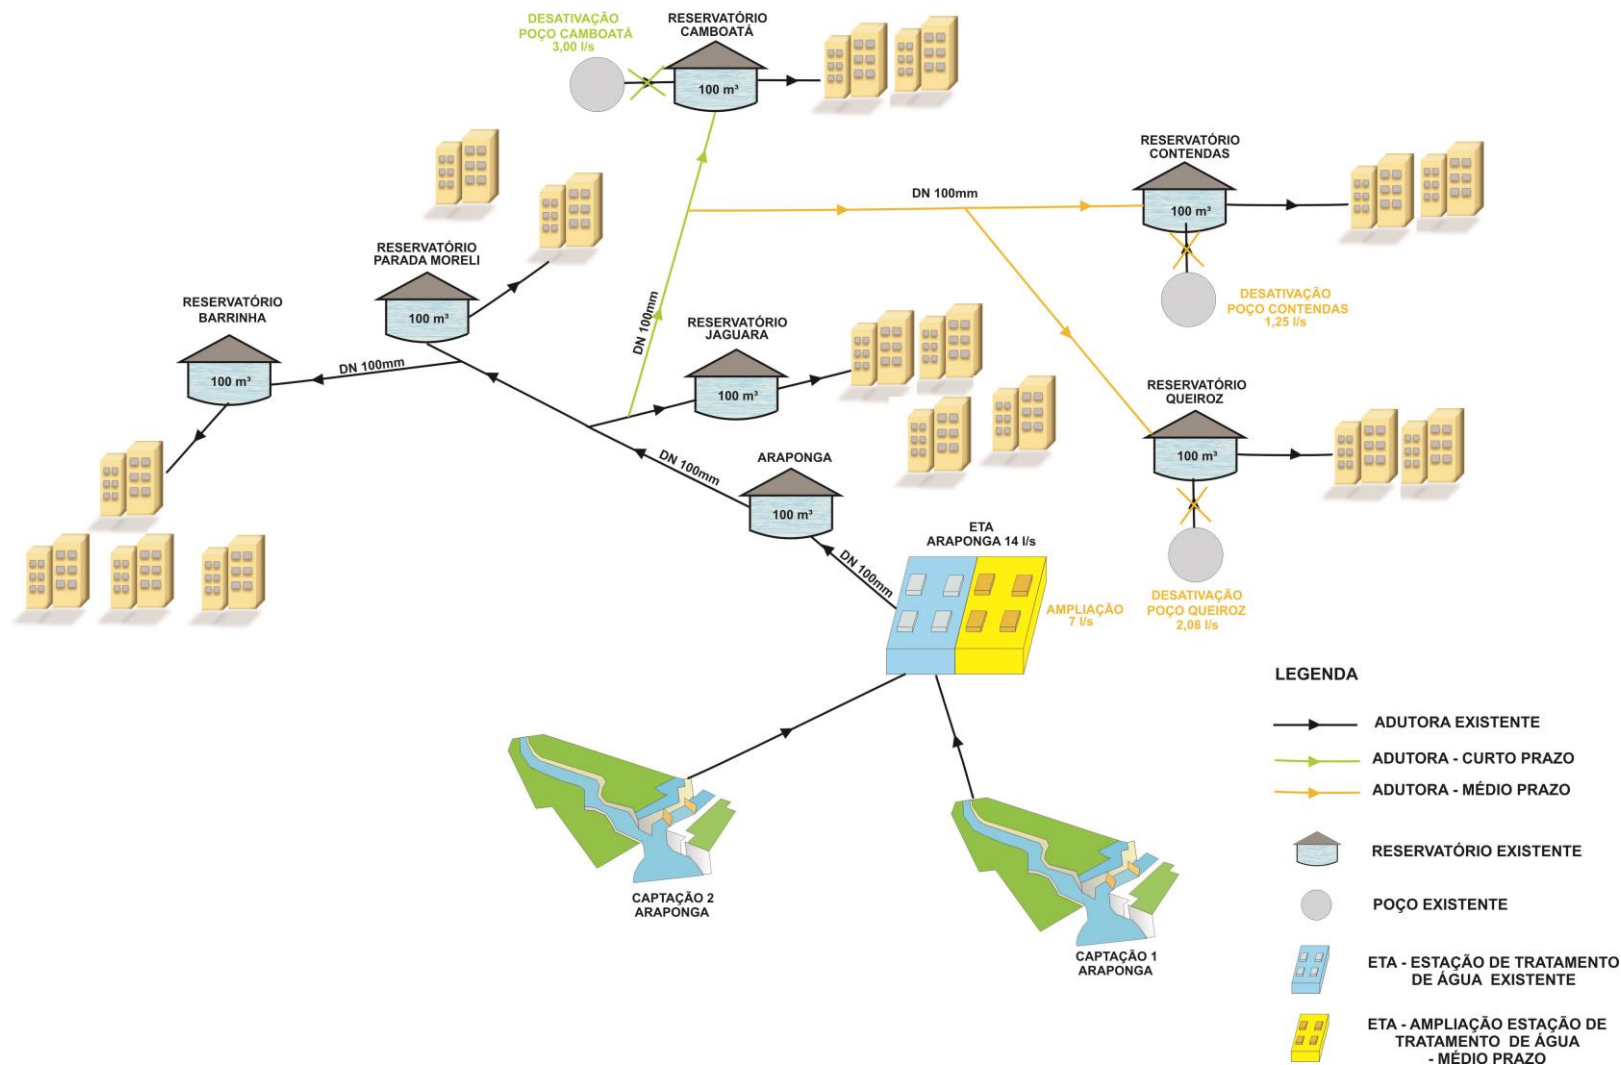 DESATIVAÇÃO
POÇO CAMBOATÁ
3,00 l/s
RESERVATÓRIO
CAMBOATÁ
100 m³
RESERVATÓRIO
CONTENDAS
100 m³
DN 100mm
DESATIVAÇÃO
POÇO CONTENDAS
1,25 l/s
RESERVATÓRIO
PARADA MORELI
100 m³
RESERVATÓRIO
BARRINHA
100 m³
DN 100mm
DN 100mm
RESERVATÓRIO
JAGUARA
100 m³
RESERVATÓRIO
QUEIROZ
100 m³
DN 100mm
ARAPONGA
100 m³
DN 100mm
ETA
ARAPONGA 14 l/s
AMPLIAÇÃO
7 l/s
DESATIVAÇÃO
POÇO QUEIROZ
2,08 l/s
CAPTAÇÃO 2
ARAPONGA
CAPTAÇÃO 1
ARAPONGA
LEGENDA
ADUTORA EXISTENTE
ADUTORA - CURTO PRAZO
ADUTORA - MÉDIO PRAZO
RESERVATÓRIO EXISTENTE
POÇO EXISTENTE
ETA - ESTAÇÃO DE TRATAMENTO
DE ÁGUA EXISTENTE
ETA - AMPLIAÇÃO ESTAÇÃO DE
TRATAMENTO DE ÁGUA
- MÉDIO PRAZO